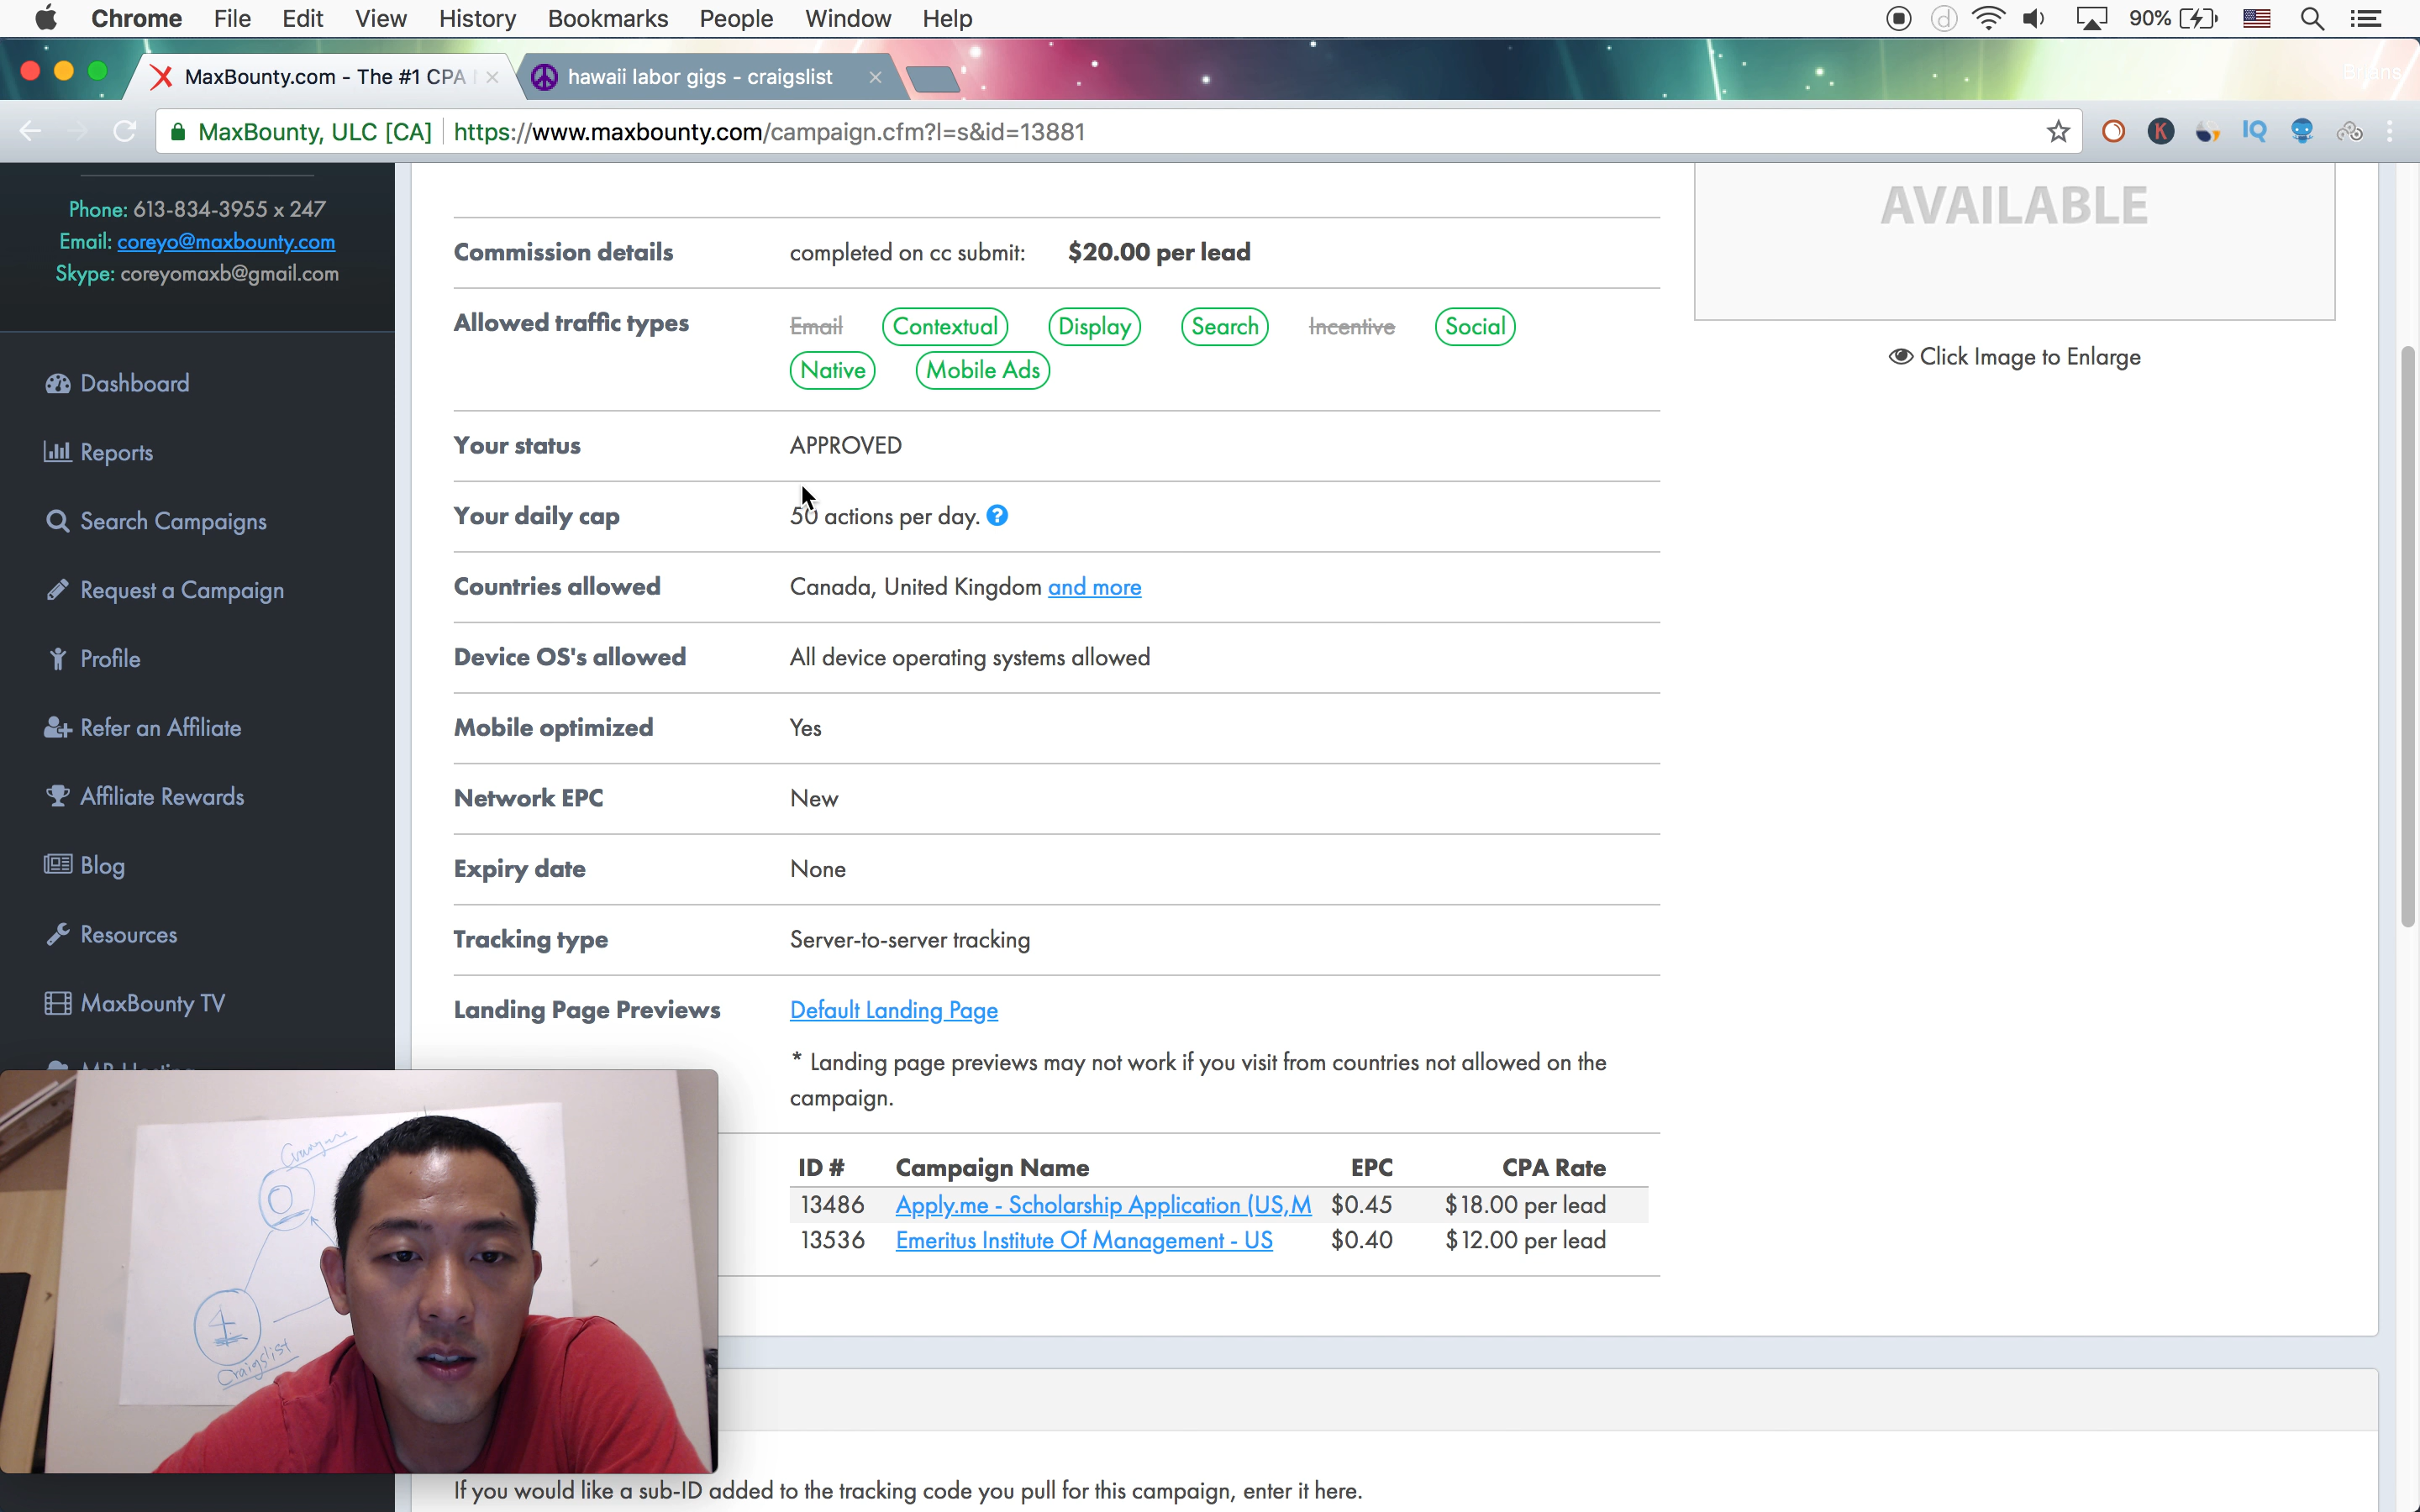 Chrome File Edit View History Bookmarks People Window Help 90%
MaxBounty.com - The #1 CPA hawaii labor gigs - craigslist
MaxBounty, ULC [CA] https://www.maxbounty.com/campaign.cfm?l=s&id=13881
Phone: 613-834-3955 x 247
Email: coreyo@maxbounty.com
Skype: coreyomaxb@gmail.com
Dashboard
Reports
Search Campaigns
Request a Campaign
Profile
Refer an Affiliate
Affiliate Rewards
Blog
Resources
MaxBounty TV
AVAILABLE
Click Image to Enlarge
Commission details completed on cc submit: $20.00 per lead
Allowed traffic types Email Contextual Display Search Incentive Social
Native Mobile Ads
Your status APPROVED
Your daily cap 50 actions per day. ?
Countries allowed Canada, United Kingdom and more
Device OS's allowed All device operating systems allowed
Mobile optimized Yes
Network EPC New
Expiry date None
Tracking type Server-to-server tracking
Landing Page Previews Default Landing Page
* Landing page previews may not work if you visit from countries not allowed on the
campaign.
ID # Campaign Name EPC CPA Rate
13486 Apply.me - Scholarship Application (US,M $0.45 $18.00 per lead
13536 Emeritus Institute Of Management - US $0.40 $12.00 per lead
Craigslist
If you would like a sub-ID added to the tracking code you pull for this campaign, enter it here.